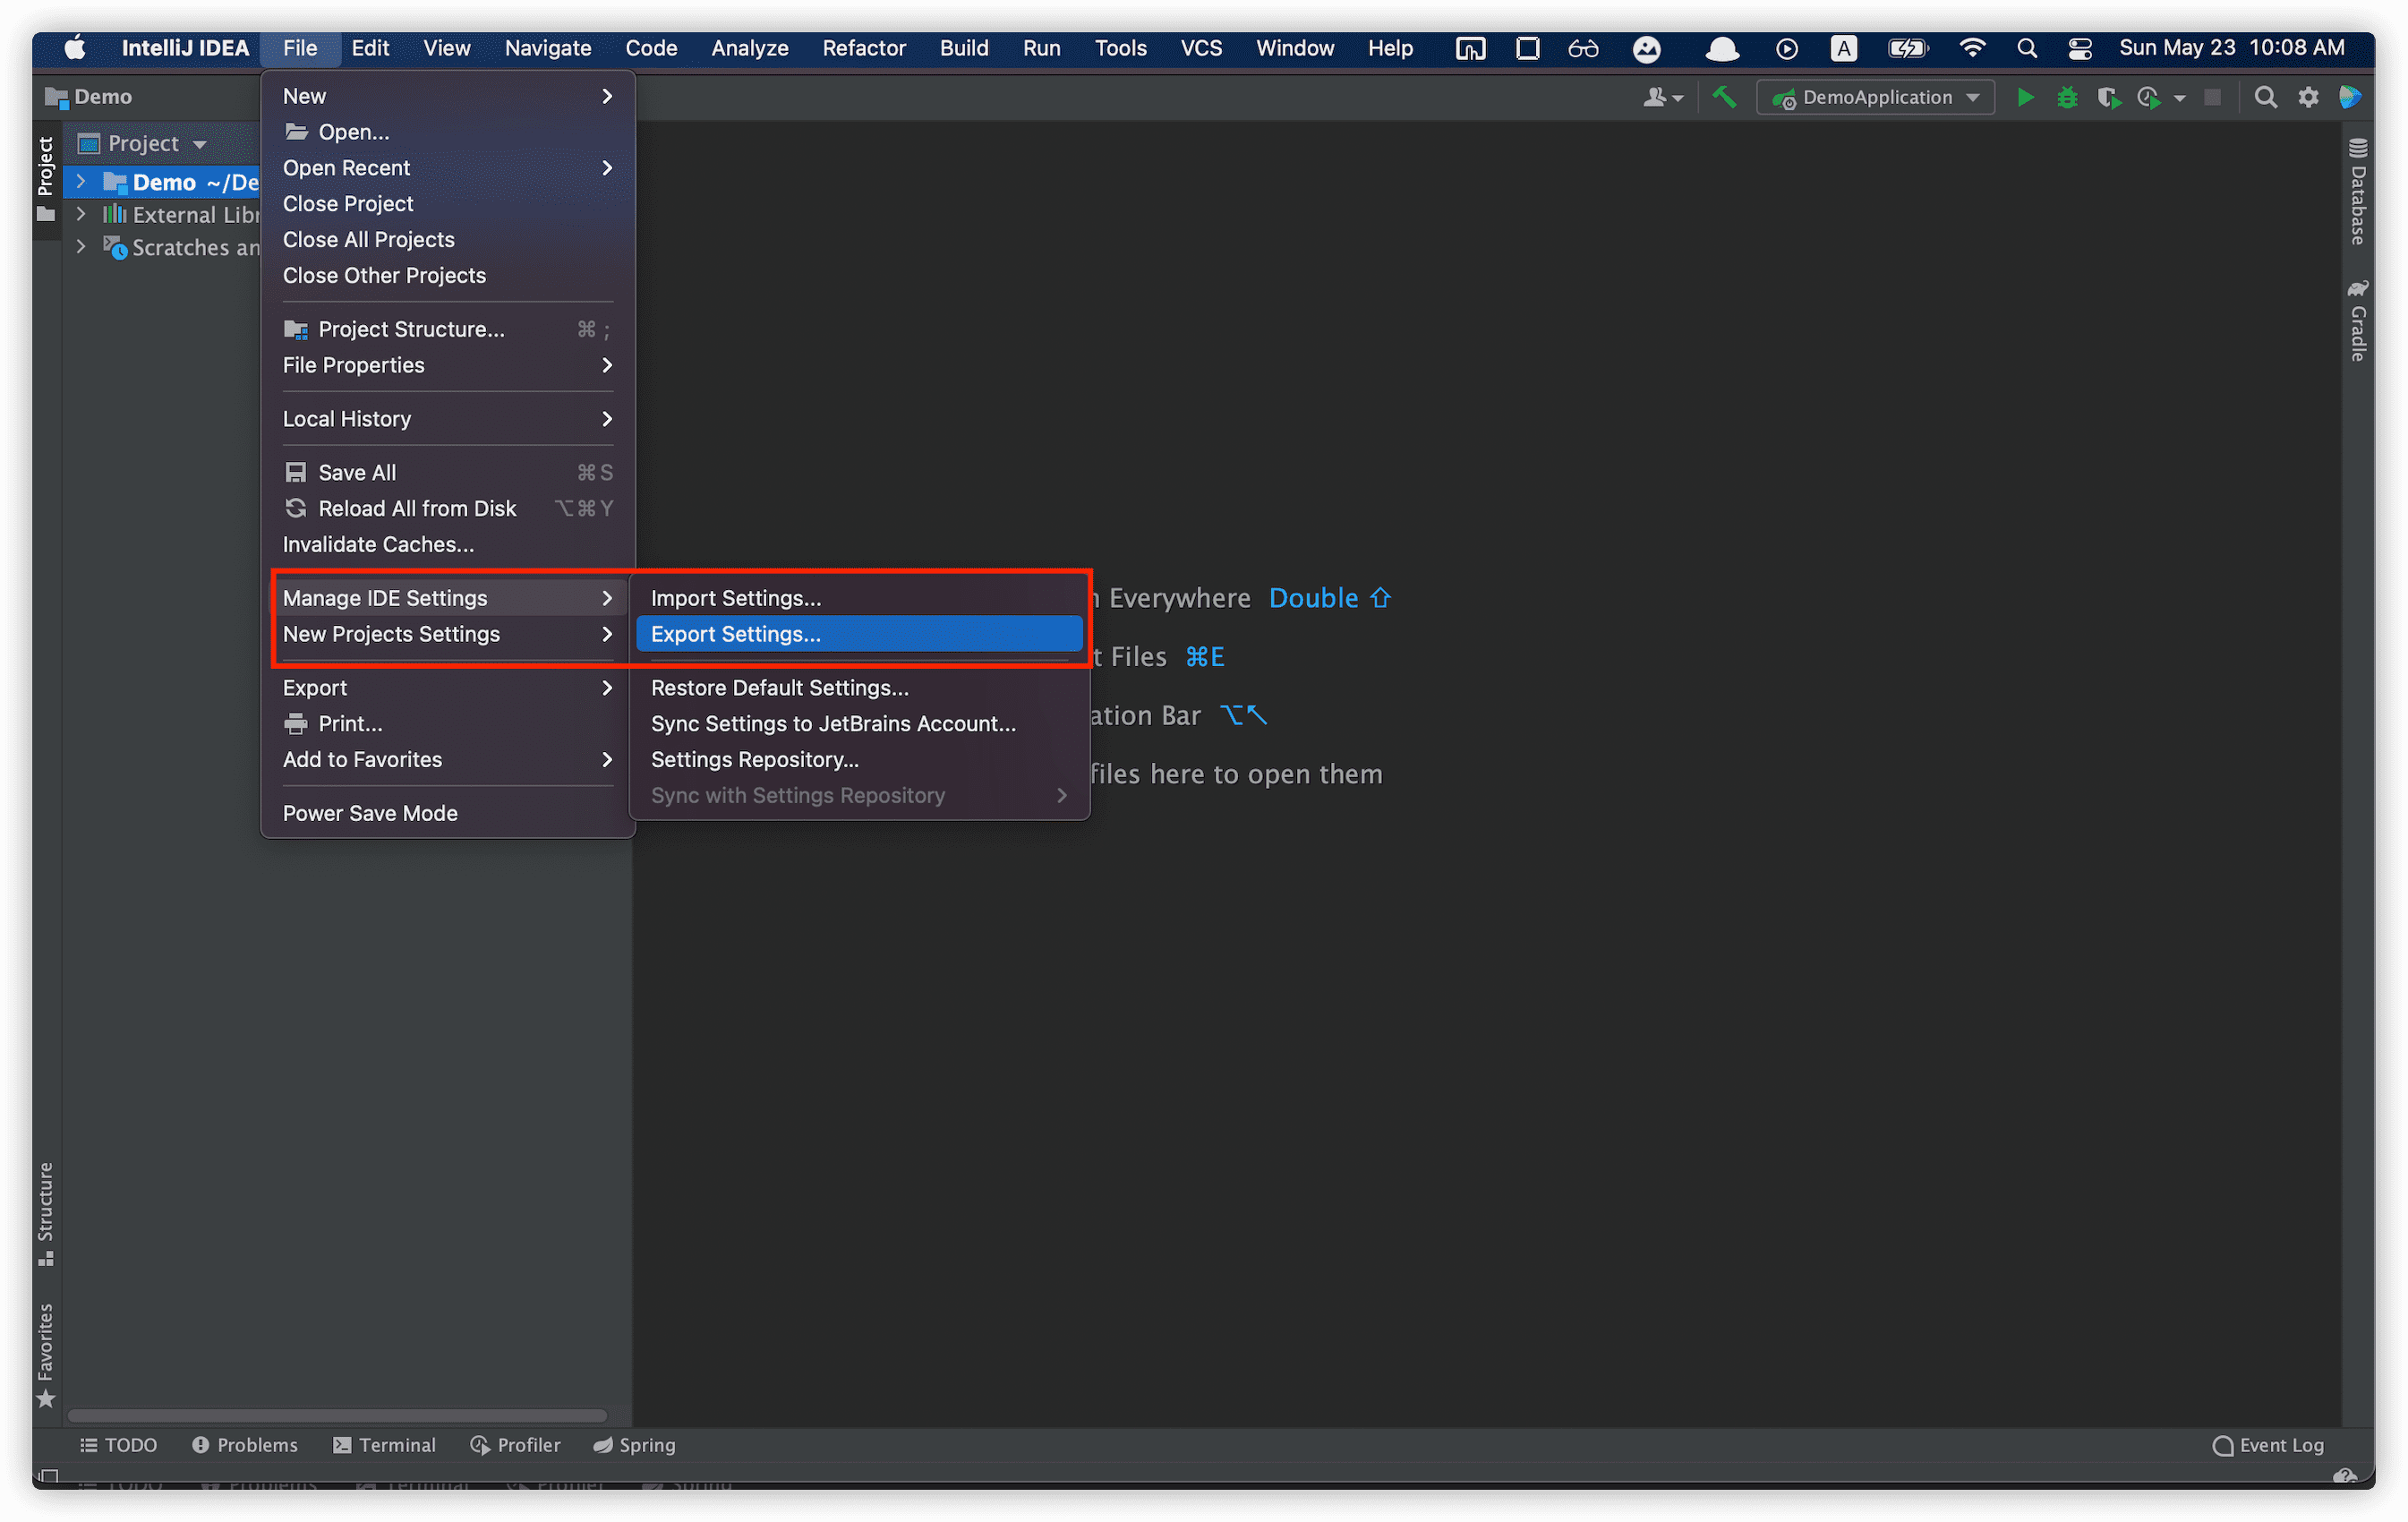 IntelliJ IDEA File Edit View Navigate Code Analyze Refactor Build Run Tools VCS Window Help A Sun May 23 10:08 AM
Demo
DemoApplication
Project
Project
Demo ~/De
External Libr
Scratches an
New
Open...
Open Recent
Close Project
Close All Projects
Close Other Projects
Project Structure... ⌘ ;
File Properties
Local History
Save All ⌘ S
Reload All from Disk ⌥⌘Y
Invalidate Caches...
Manage IDE Settings
New Projects Settings
Export
Print...
Add to Favorites
Power Save Mode
Import Settings...
Export Settings...
Restore Default Settings...
Sync Settings to JetBrains Account...
Settings Repository...
Sync with Settings Repository
Everywhere Double ⇧
t Files ⌘E
ation Bar ⌥↖
files here to open them
Database
Gradle
Structure
Favorites
TODO Problems Terminal Profiler Spring Event Log